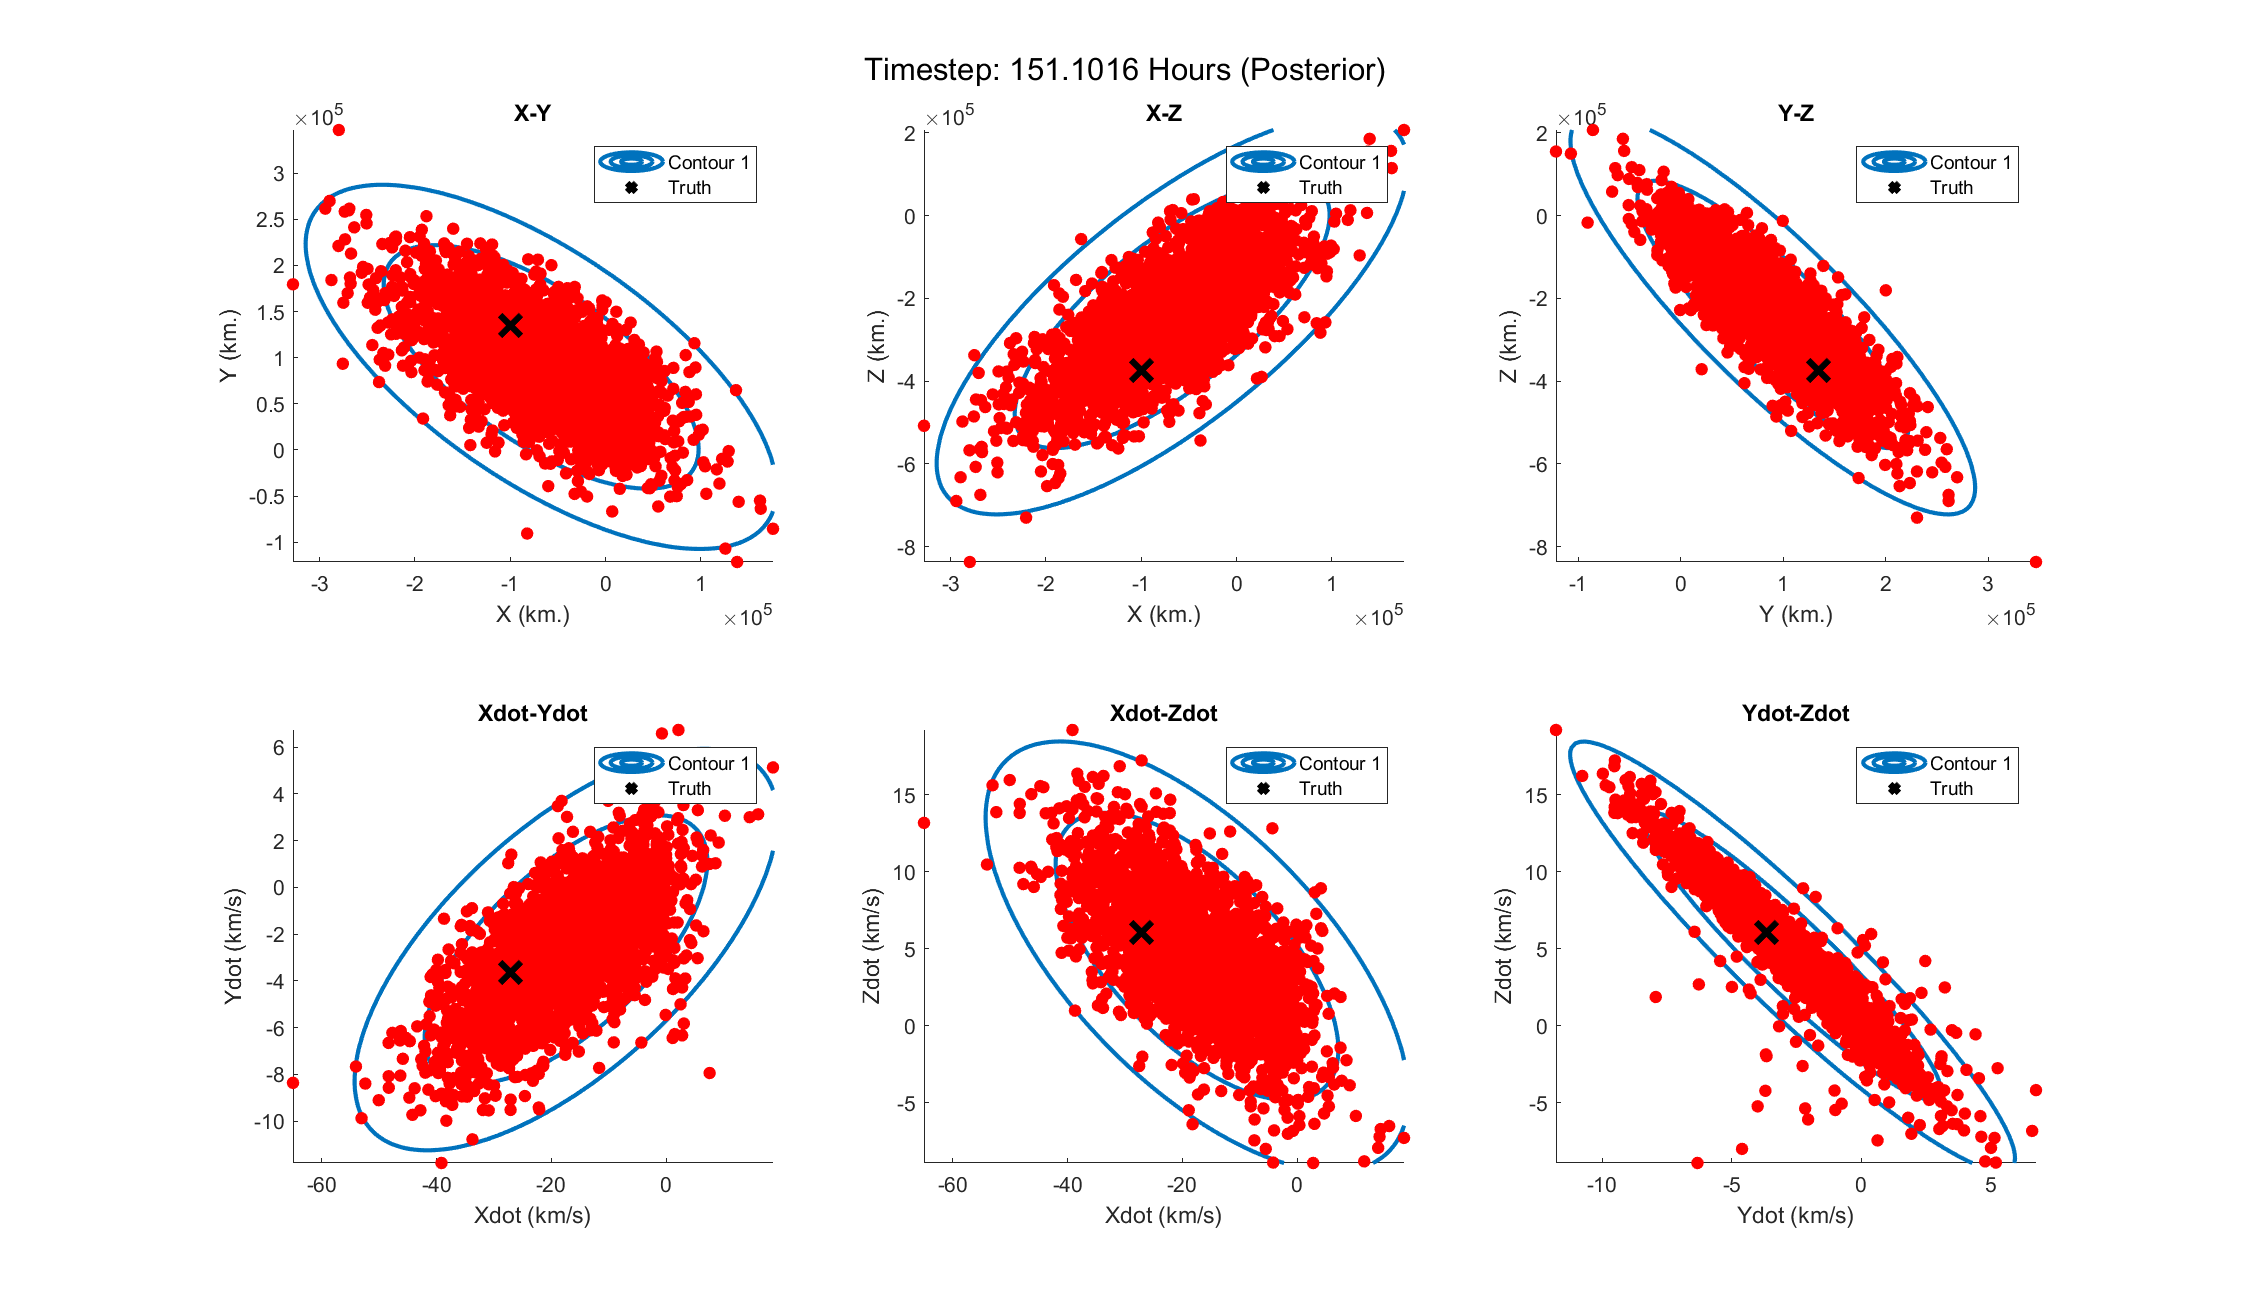 Timestep: 151.1016 Hours (Posterior)
X-Y
×10^5
3
2.5
2
1.5
1
0.5
0
-0.5
-1
Y (km.)
-3 -2 -1 0 1
X (km.)
×10^5
Contour 1
Truth
X-Z
×10^5
2
0
-2
-4
-6
-8
Z (km.)
-3 -2 -1 0 1
X (km.)
×10^5
Contour 1
Truth
Y-Z
×10^5
2
0
-2
-4
-6
-8
Z (km.)
-1 0 1 2 3
Y (km.)
×10^5
Contour 1
Truth
Xdot-Ydot
6
4
2
0
-2
-4
-6
-8
-10
Ydot (km/s)
-60 -40 -20 0
Xdot (km/s)
Contour 1
Truth
Xdot-Zdot
15
10
5
0
-5
Zdot (km/s)
-60 -40 -20 0
Xdot (km/s)
Contour 1
Truth
Ydot-Zdot
15
10
5
0
-5
Zdot (km/s)
-10 -5 0 5
Ydot (km/s)
Contour 1
Truth